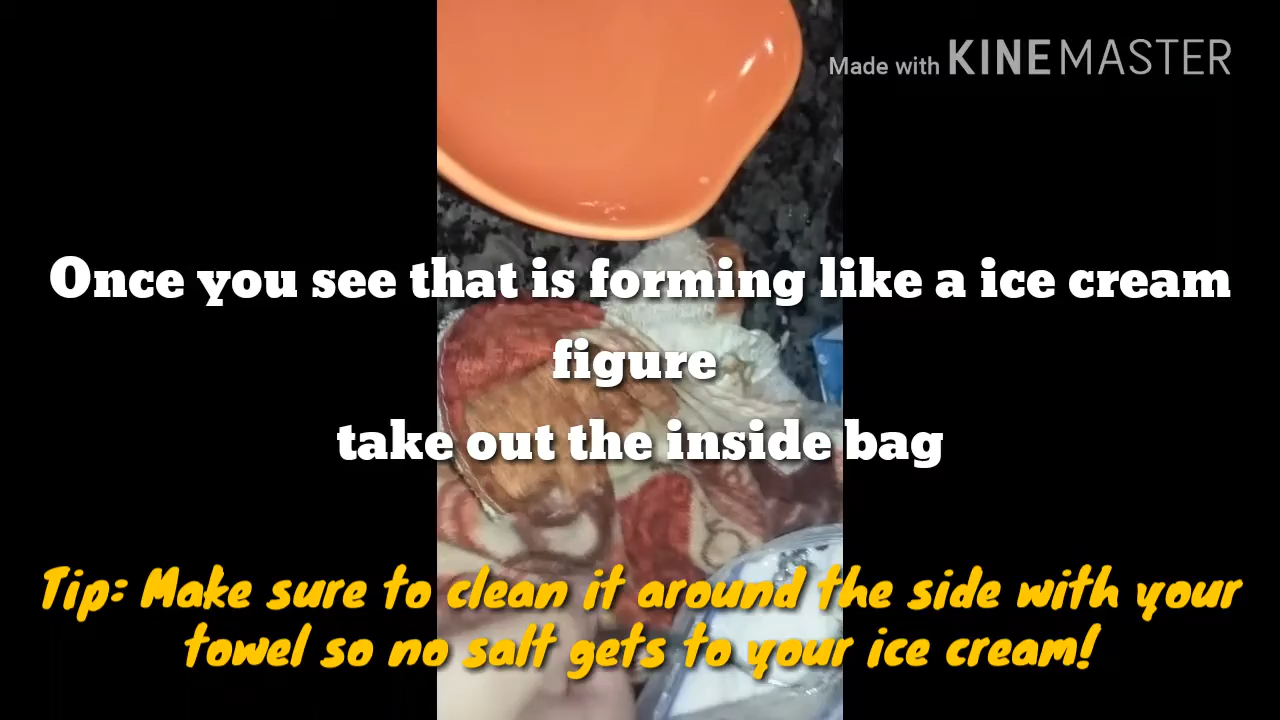 Made with KINEMASTER
Once you see that is forming like a ice cream
figure
take out the inside bag
Tip: Make sure to clean it around the side with your
towel so no salt gets to your ice cream!